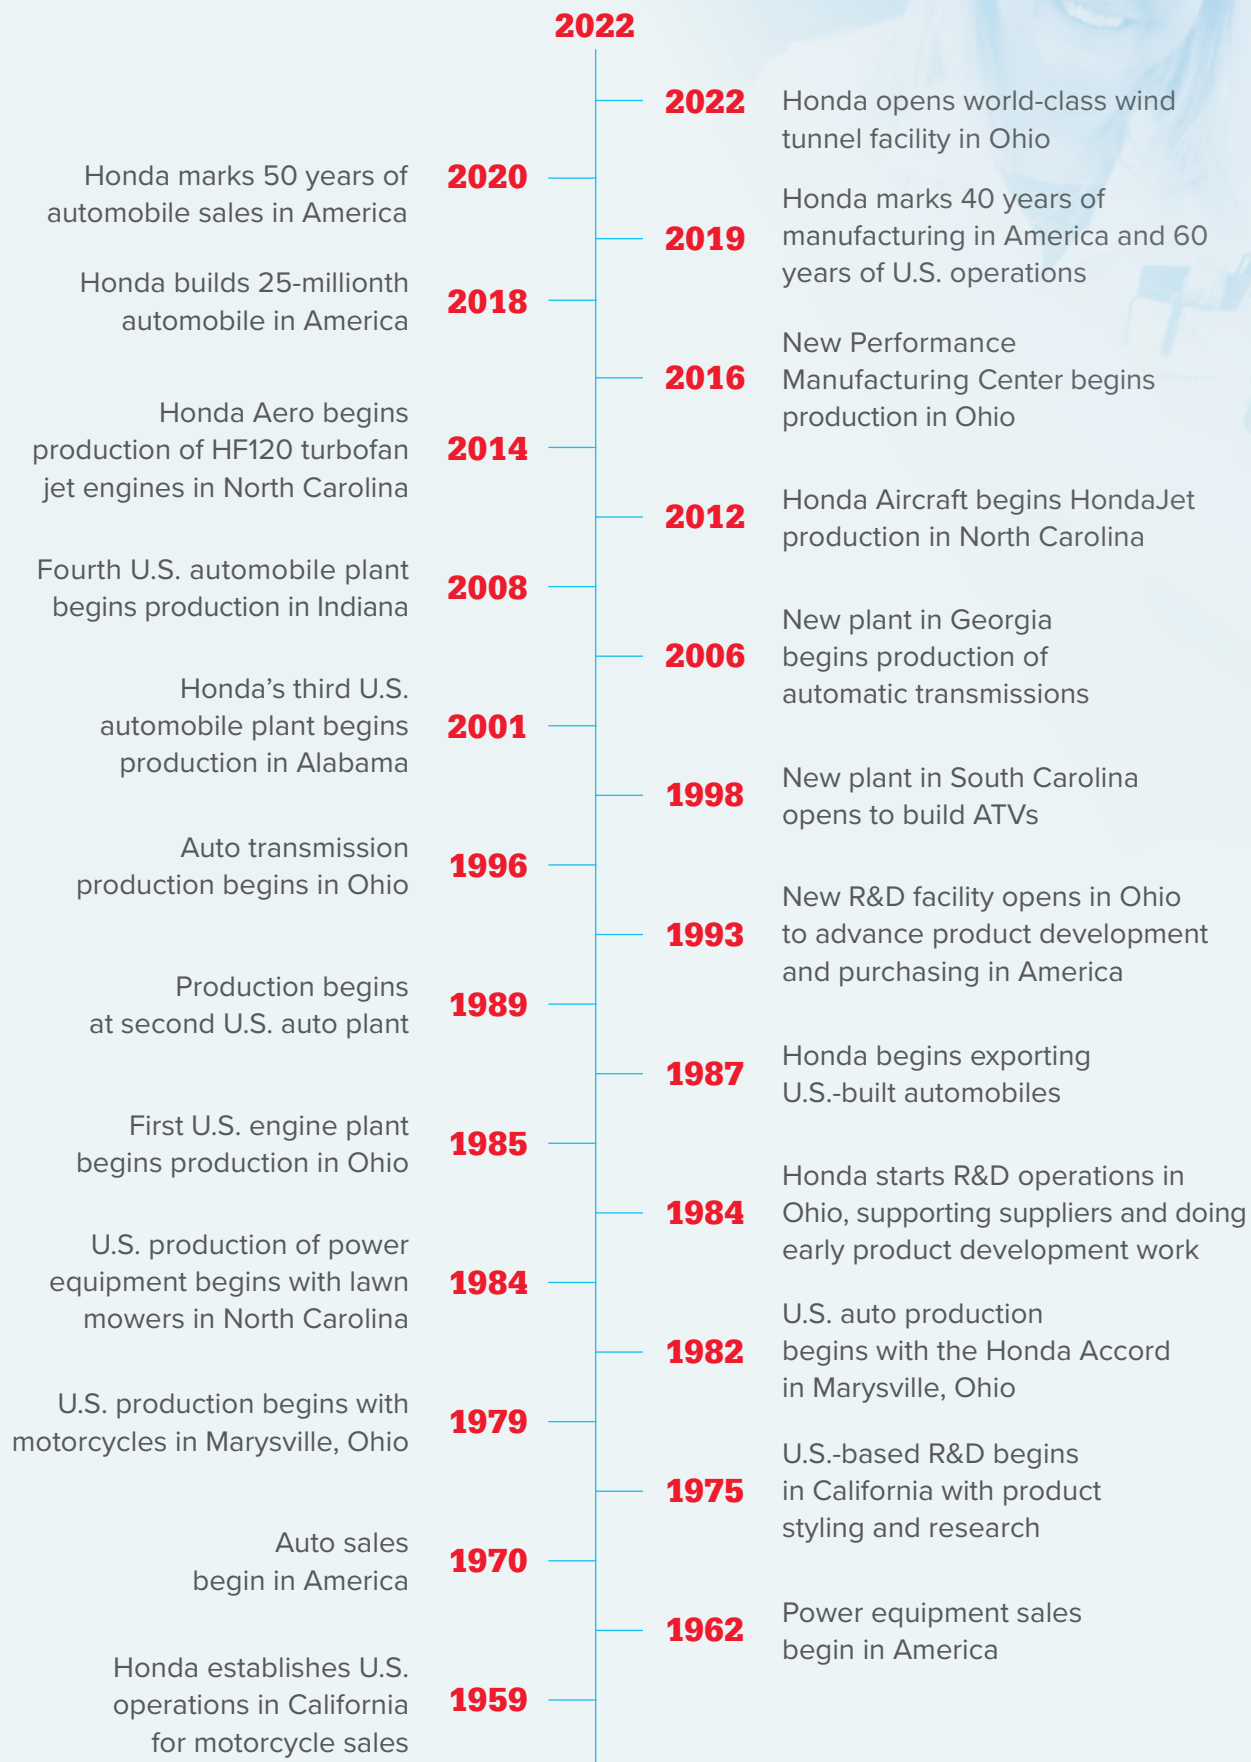 2022
2022
Honda opens world-class wind
tunnel facility in Ohio
Honda marks 50 years of
automobile sales in America
2020
2019
Honda marks 40 years of
manufacturing in America and 60
years of U.S. operations
Honda builds 25-millionth
automobile in America
2018
2016
New Performance
Manufacturing Center begins
production in Ohio
Honda Aero begins
production of HF120 turbofan
jet engines in North Carolina
2014
2012
Honda Aircraft begins HondaJet
production in North Carolina
Fourth U.S. automobile plant
begins production in Indiana
2008
2006
New plant in Georgia
begins production of
automatic transmissions
Honda’s third U.S.
automobile plant begins
production in Alabama
2001
1998
New plant in South Carolina
opens to build ATVs
Auto transmission
production begins in Ohio
1996
1993
New R&D facility opens in Ohio
to advance product development
and purchasing in America
Production begins
at second U.S. auto plant
1989
1987
Honda begins exporting
U.S.-built automobiles
First U.S. engine plant
begins production in Ohio
1985
1984
Honda starts R&D operations in
Ohio, supporting suppliers and doing
early product development work
U.S. production of power
equipment begins with lawn
mowers in North Carolina
1984
1982
U.S. auto production
begins with the Honda Accord
in Marysville, Ohio
U.S. production begins with
motorcycles in Marysville, Ohio
1979
1975
U.S.-based R&D begins
in California with product
styling and research
Auto sales
begin in America
1970
1962
Power equipment sales
begin in America
Honda establishes U.S.
operations in California
for motorcycle sales
1959